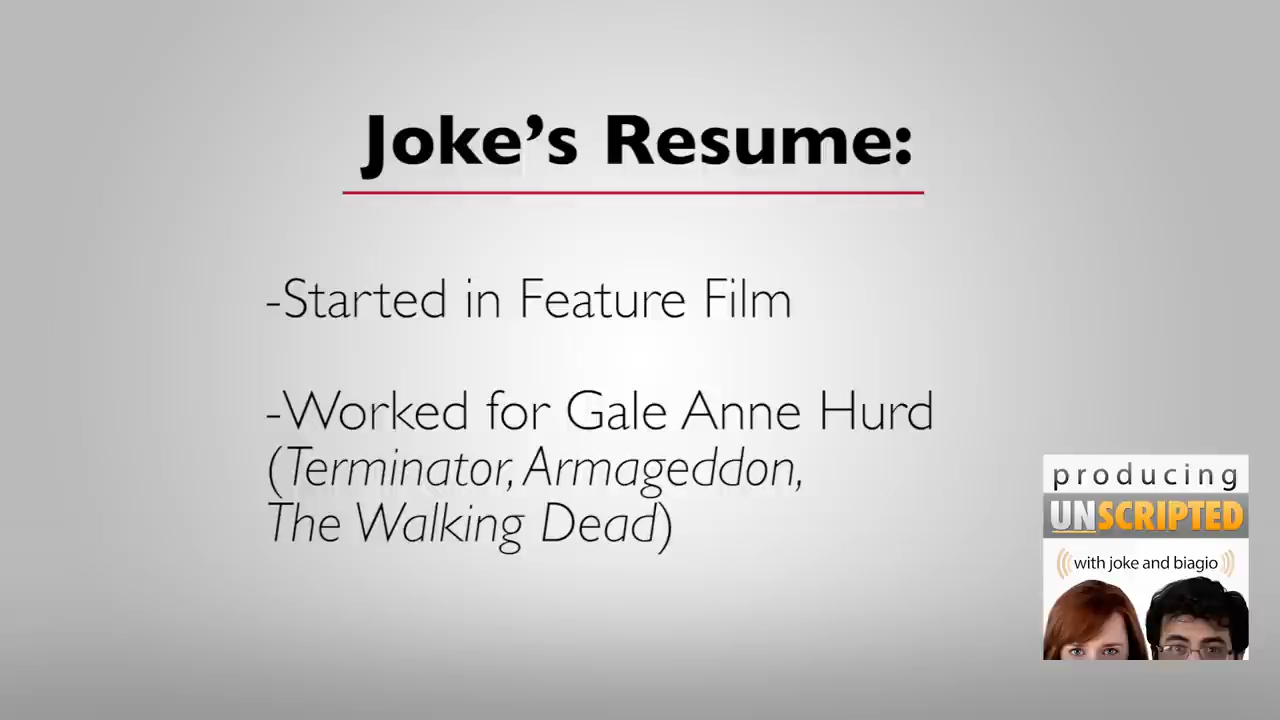 Joke’s Resume:
-Started in Feature Film
-Worked for Gale Anne Hurd
(Terminator, Armageddon,
The Walking Dead)
producing
UNSCRIPTED
with joke and biagio